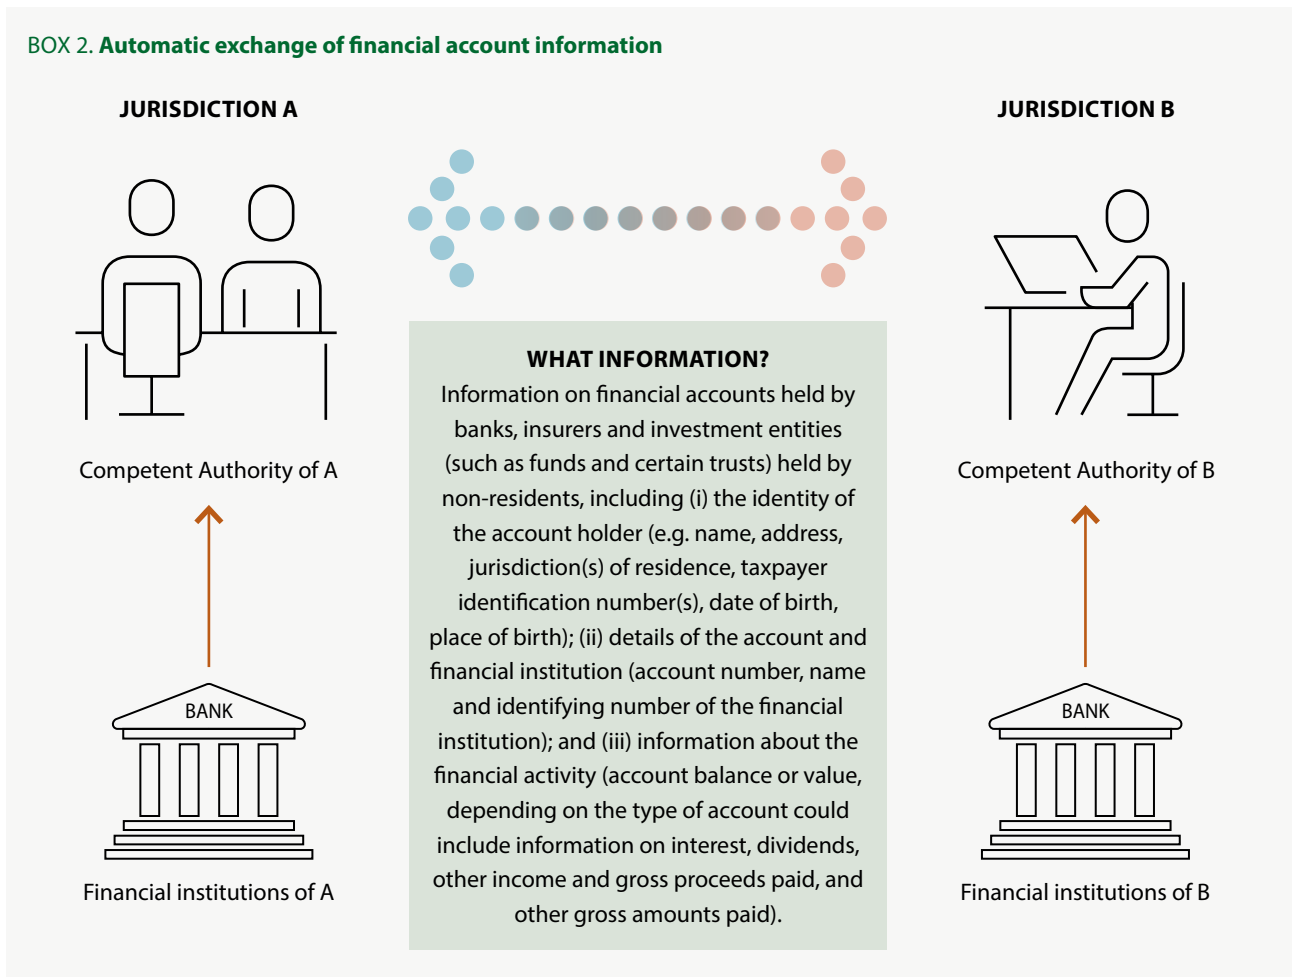 BOX 2. Automatic exchange of financial account information
JURISDICTION A
JURISDICTION B
Competent Authority of A
Competent Authority of B
WHAT INFORMATION?
Information on financial accounts held by
banks, insurers and investment entities
(such as funds and certain trusts) held by
non-residents, including (i) the identity of
the account holder (e.g. name, address,
jurisdiction(s) of residence, taxpayer
identification number(s), date of birth,
place of birth); (ii) details of the account and
financial institution (account number, name
and identifying number of the financial
institution); and (iii) information about the
financial activity (account balance or value,
depending on the type of account could
include information on interest, dividends,
other income and gross proceeds paid, and
other gross amounts paid).
BANK
BANK
Financial institutions of A
Financial institutions of B